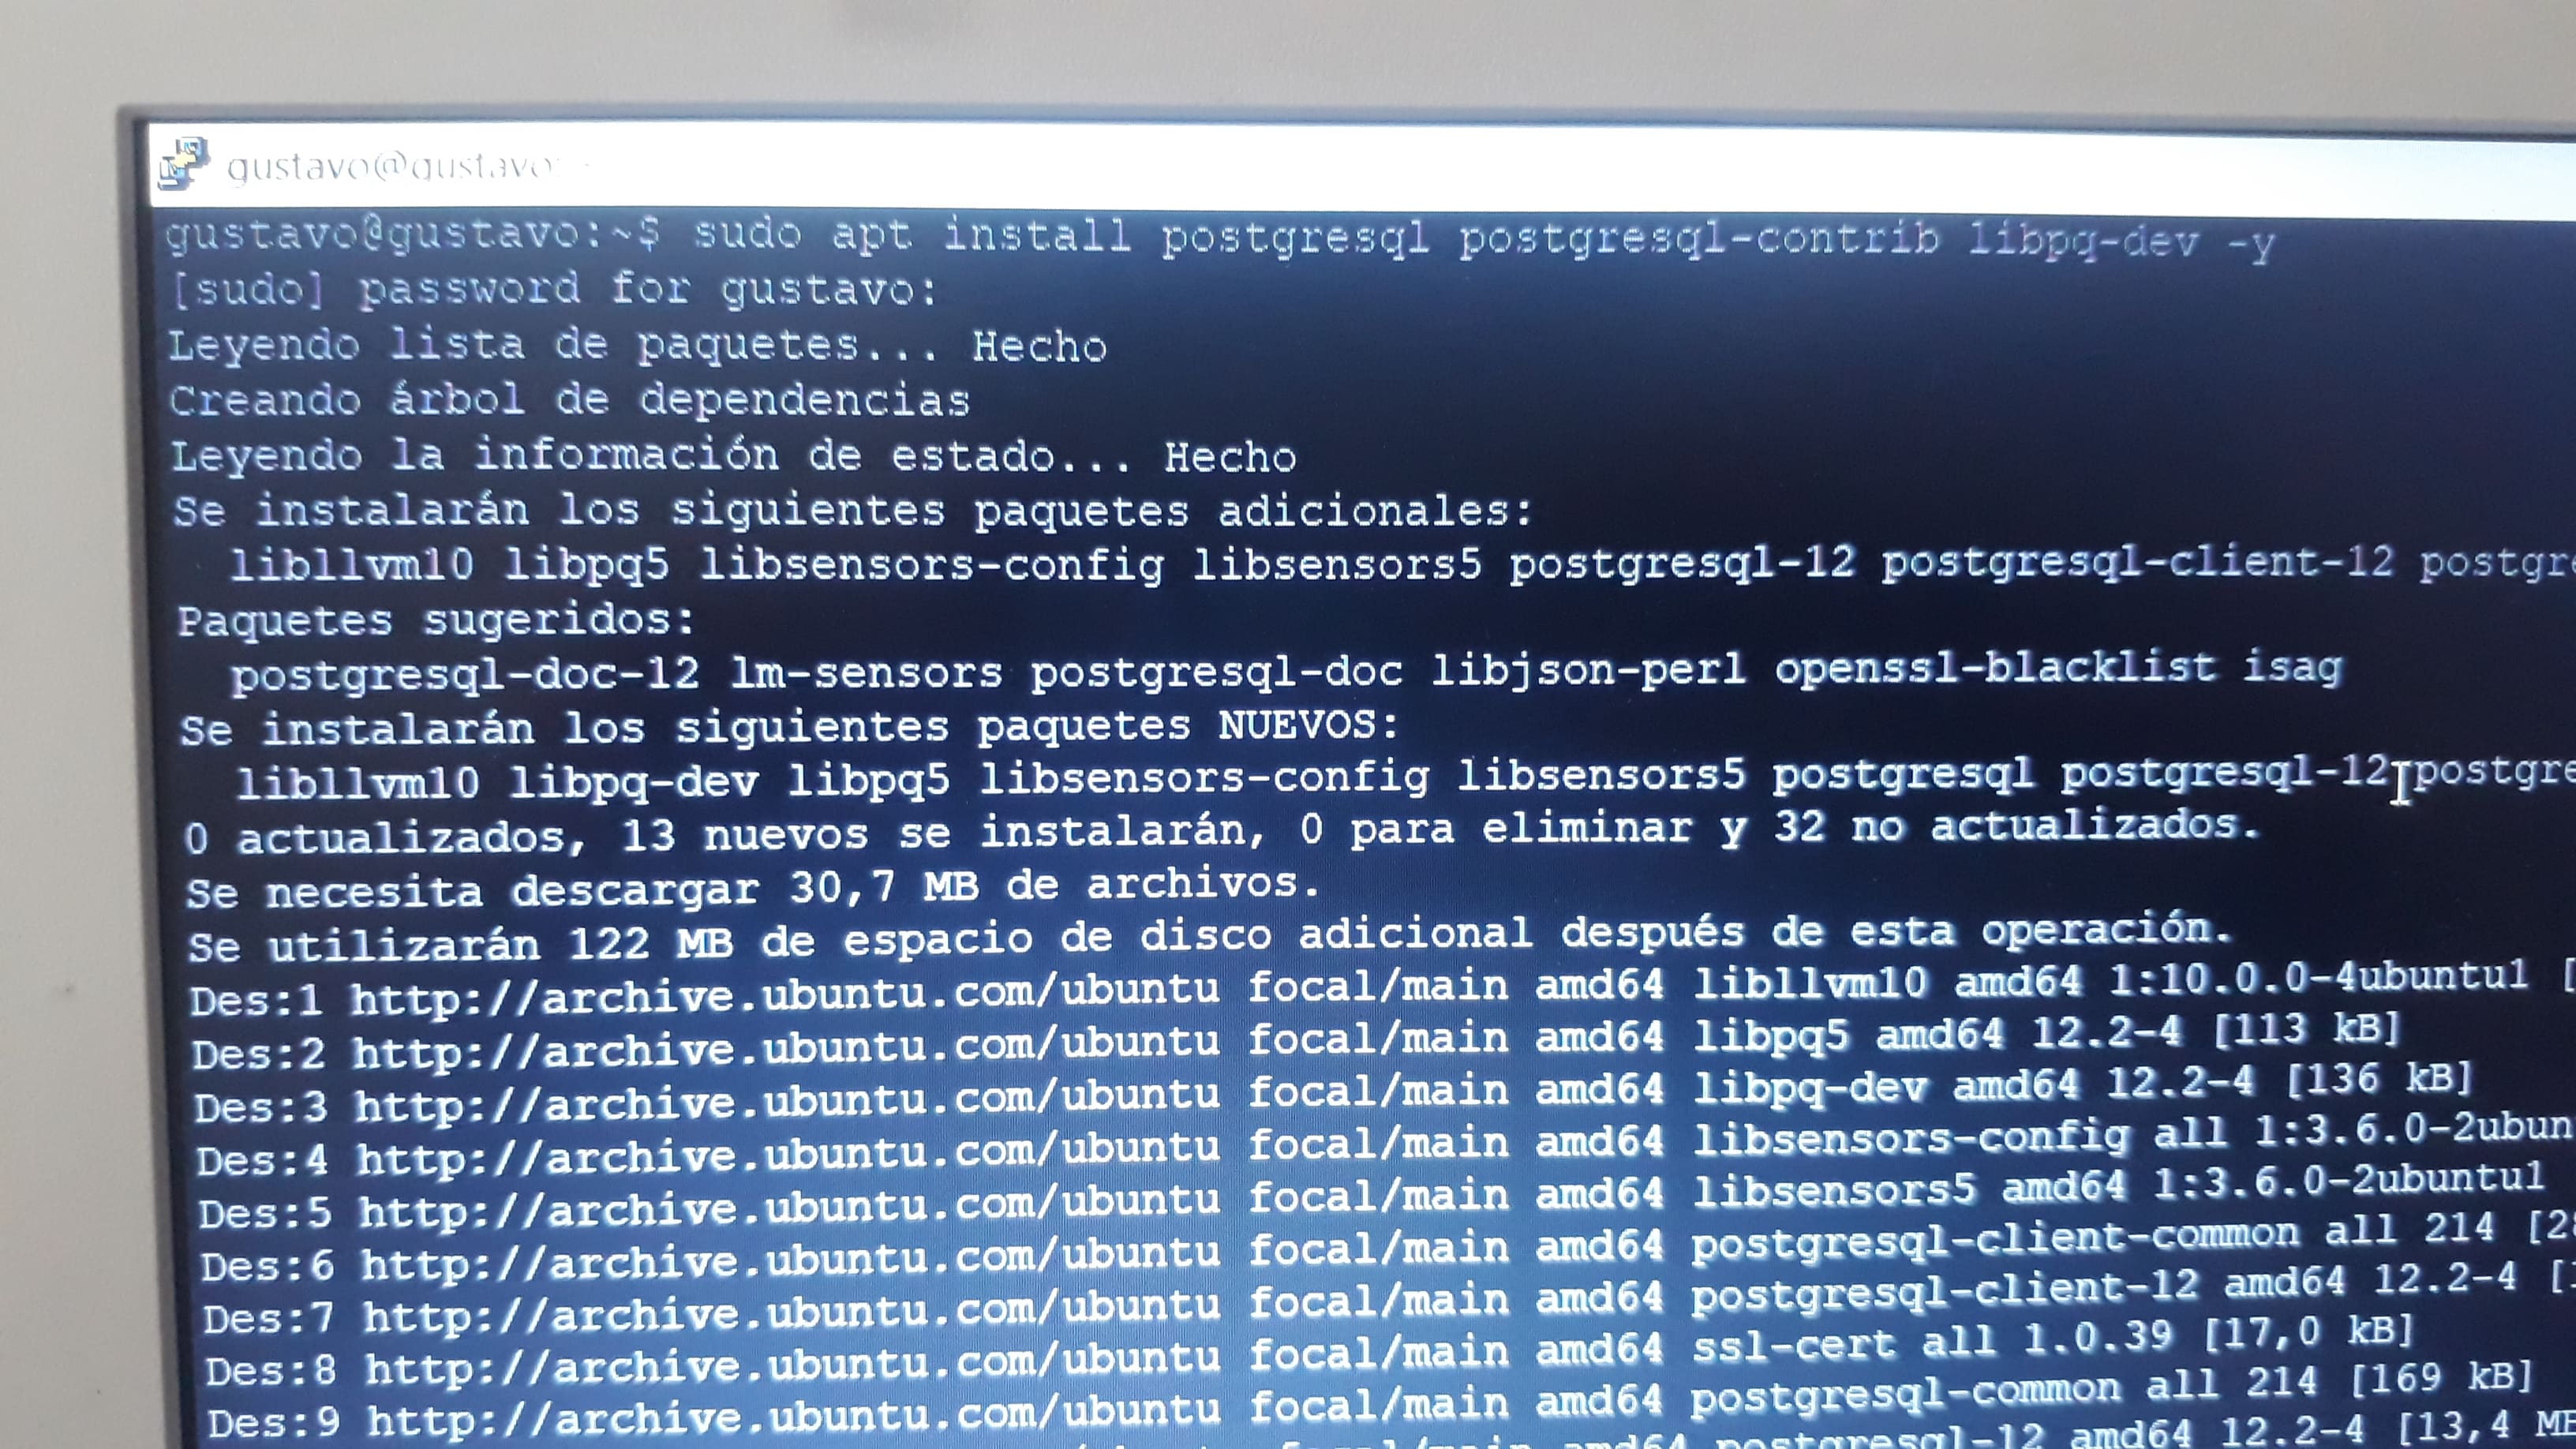 gustavo@gustavo: ~
gustavo@gustavo:~$ sudo apt install postgresql postgresql-contrib libpq-dev -y
[sudo] password for gustavo:
Leyendo lista de paquetes... Hecho
Creando árbol de dependencias
Leyendo la información de estado... Hecho
Se instalarán los siguientes paquetes adicionales:
libllvm10 libpq5 libsensors-config libsensors5 postgresql-12 postgresql-client-12 postgre
Paquetes sugeridos:
postgresql-doc-12 lm-sensors postgresql-doc libjson-perl openssl-blacklist isag
Se instalarán los siguientes paquetes NUEVOS:
libllvm10 libpq-dev libpq5 libsensors-config libsensors5 postgresql postgresql-12 postgre
0 actualizados, 13 nuevos se instalarán, 0 para eliminar y 32 no actualizados.
Se necesita descargar 30,7 MB de archivos.
Se utilizarán 122 MB de espacio de disco adicional después de esta operación.
Des:1 http://archive.ubuntu.com/ubuntu focal/main amd64 libllvm10 amd64 1:10.0.0-4ubuntu1 [
Des:2 http://archive.ubuntu.com/ubuntu focal/main amd64 libpq5 amd64 12.2-4 [113 kB]
Des:3 http://archive.ubuntu.com/ubuntu focal/main amd64 libpq-dev amd64 12.2-4 [136 kB]
Des:4 http://archive.ubuntu.com/ubuntu focal/main amd64 libsensors-config all 1:3.6.0-2ubun
Des:5 http://archive.ubuntu.com/ubuntu focal/main amd64 libsensors5 amd64 1:3.6.0-2ubuntu1
Des:6 http://archive.ubuntu.com/ubuntu focal/main amd64 postgresql-client-common all 214 [2
Des:7 http://archive.ubuntu.com/ubuntu focal/main amd64 postgresql-client-12 amd64 12.2-4 [
Des:8 http://archive.ubuntu.com/ubuntu focal/main amd64 ssl-cert all 1.0.39 [17,0 kB]
Des:9 http://archive.ubuntu.com/ubuntu focal/main amd64 postgresql-common all 214 [169 kB]
focal/main amd64 postgresql-12 amd64 12.2-4 [13,4 MB